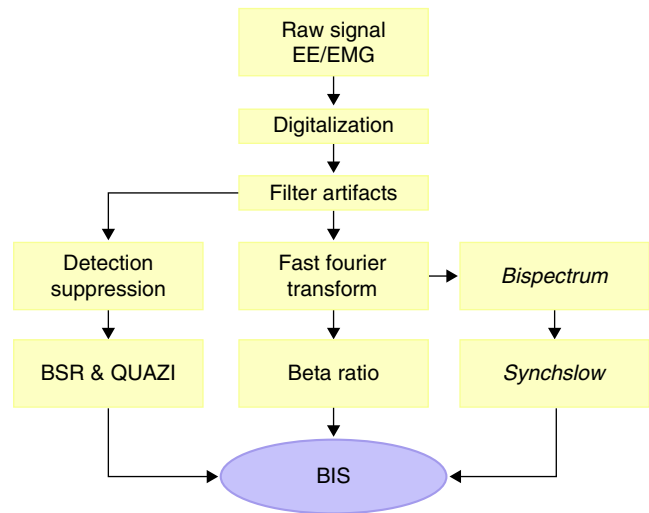 Raw signal
EE/EMG
Digitalization
Filter artifacts
Detection
suppression
Fast fourier
transform
Bispectrum
BSR & QUAZI
Beta ratio
Synchslow
BIS